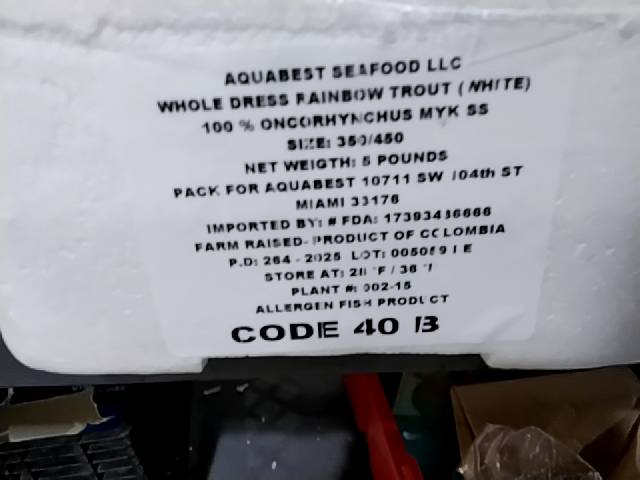 AQUABEST SEAFOOD LLC
WHOLE DRESS RAINBOW TROUT (WHITE)
100 % ONCORHYNCHUS MYK SS
SIZE: 350/450
NET WEIGTH: 5 POUNDS
PACK FOR AQUABEST 10711 SW 104th ST
MIAMI 33176
IMPORTED BY: # FDA:
FARM RAISED- PRODUCT OF COLOMBIA
P.D: 264 - 2025 LOT:
STORE AT:
PLANT #: 002-15
ALLERGEN FISH PRODUCT
CODE 40 B